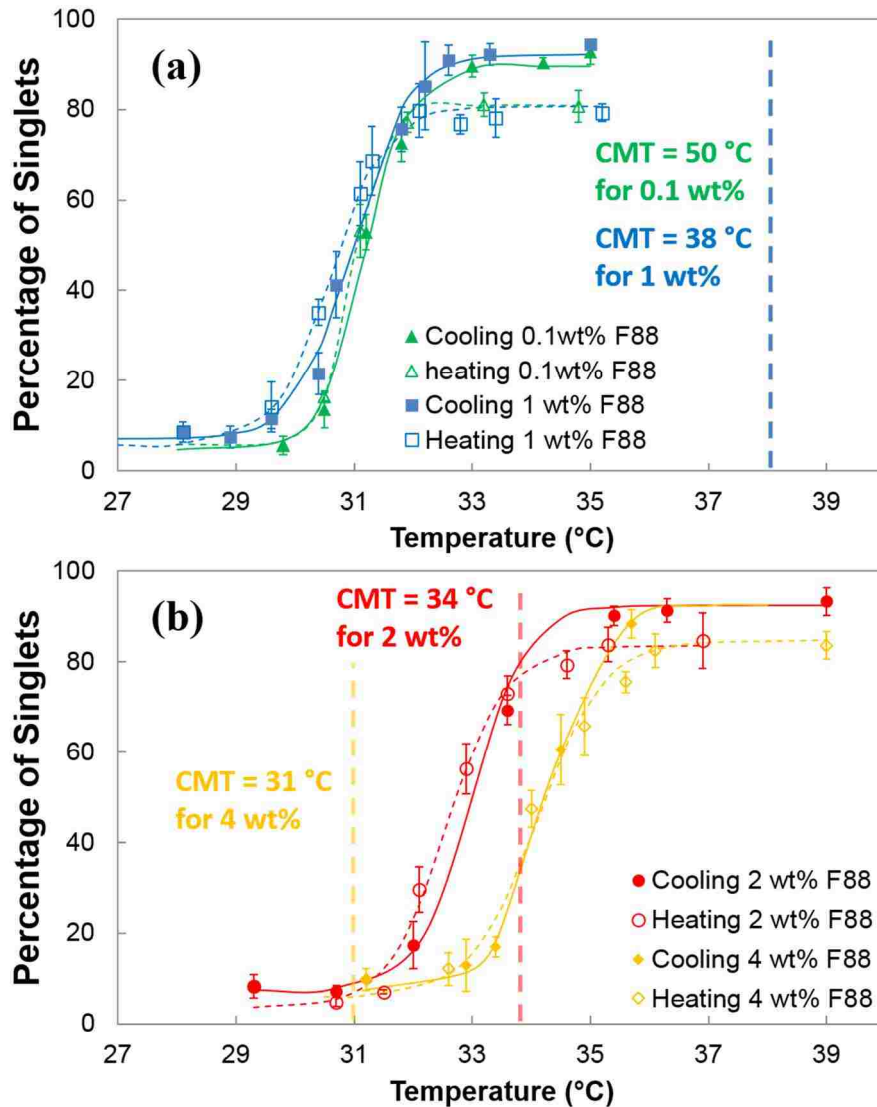 (a)
100
80
60
40
20
0
Percentage of Singlets
CMT = 50 °C
for 0.1 wt%
CMT = 38 °C
for 1 wt%
Cooling 0.1wt% F88
heating 0.1wt% F88
Cooling 1 wt% F88
Heating 1 wt% F88
27 29 31 33 35 37 39
Temperature (°C)
(b)
100
80
60
40
20
0
Percentage of Singlets
CMT = 34 °C
for 2 wt%
CMT = 31 °C
for 4 wt%
Cooling 2 wt% F88
Heating 2 wt% F88
Cooling 4 wt% F88
Heating 4 wt% F88
27 29 31 33 35 37 39
Temperature (°C)